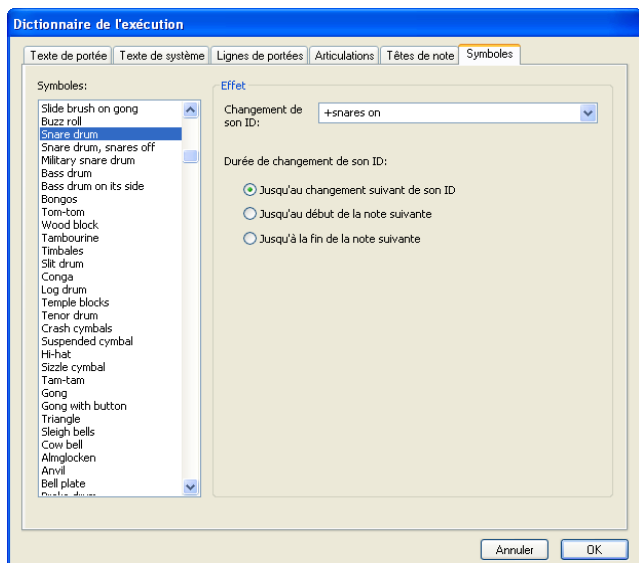 Dictionnaire de l'exécution
Texte de portée
Texte de système
Lignes de portées
Articulations
Têtes de note
Symboles
Symboles:
Slide brush on gong
Buzz roll
Snare drum
Snare drum, snares off
Military snare drum
Bass drum
Bass drum on its side
Bongos
Tom-tom
Wood block
Tambourine
Timbales
Slit drum
Conga
Log drum
Temple blocks
Tenor drum
Crash cymbals
Suspended cymbal
Hi-hat
Sizzle cymbal
Tam-tam
Gong
Gong with button
Triangle
Sleigh bells
Cow bell
Almglocken
Anvil
Bell plate
Effet
Changement de
son ID:
+snares on
Durée de changement de son ID:
Jusqu'au changement suivant de son ID
Jusqu'au début de la note suivante
Jusqu'à la fin de la note suivante
Annuler
OK